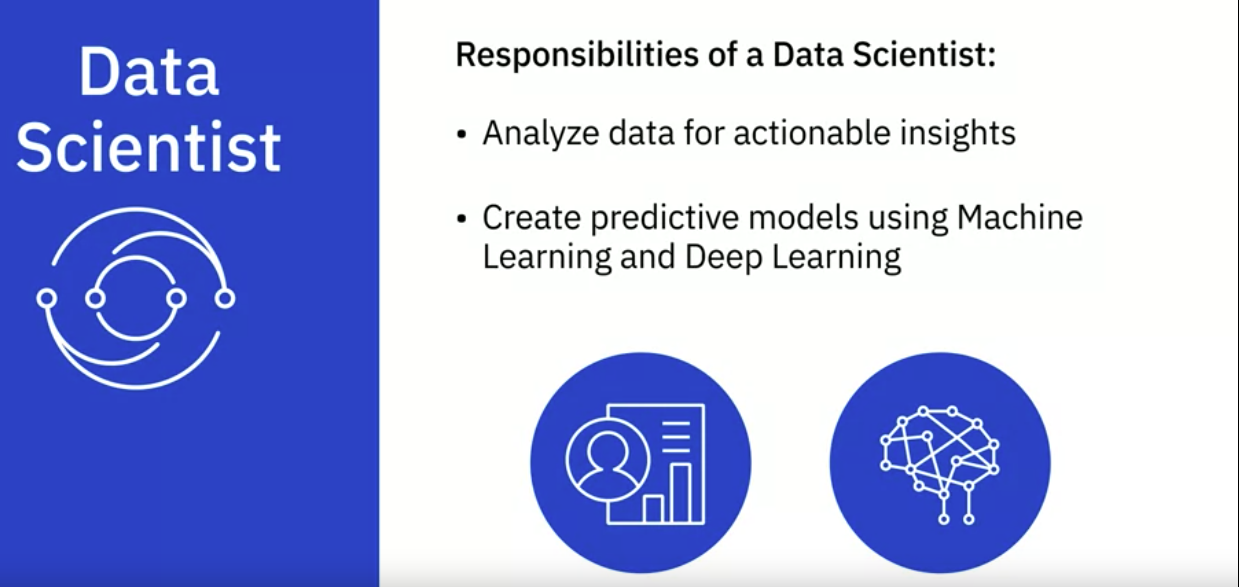 Data
Scientist
Responsibilities of a Data Scientist:
• Analyze data for actionable insights
• Create predictive models using Machine
Learning and Deep Learning